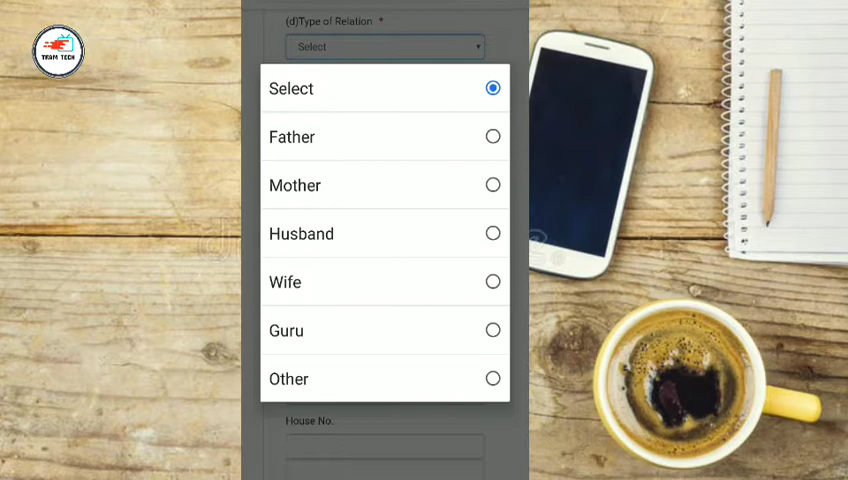 (d)Type of Relation *
Select
TRAM TECH
Select
Father
Mother
Husband
Wife
Guru
Other
House No.